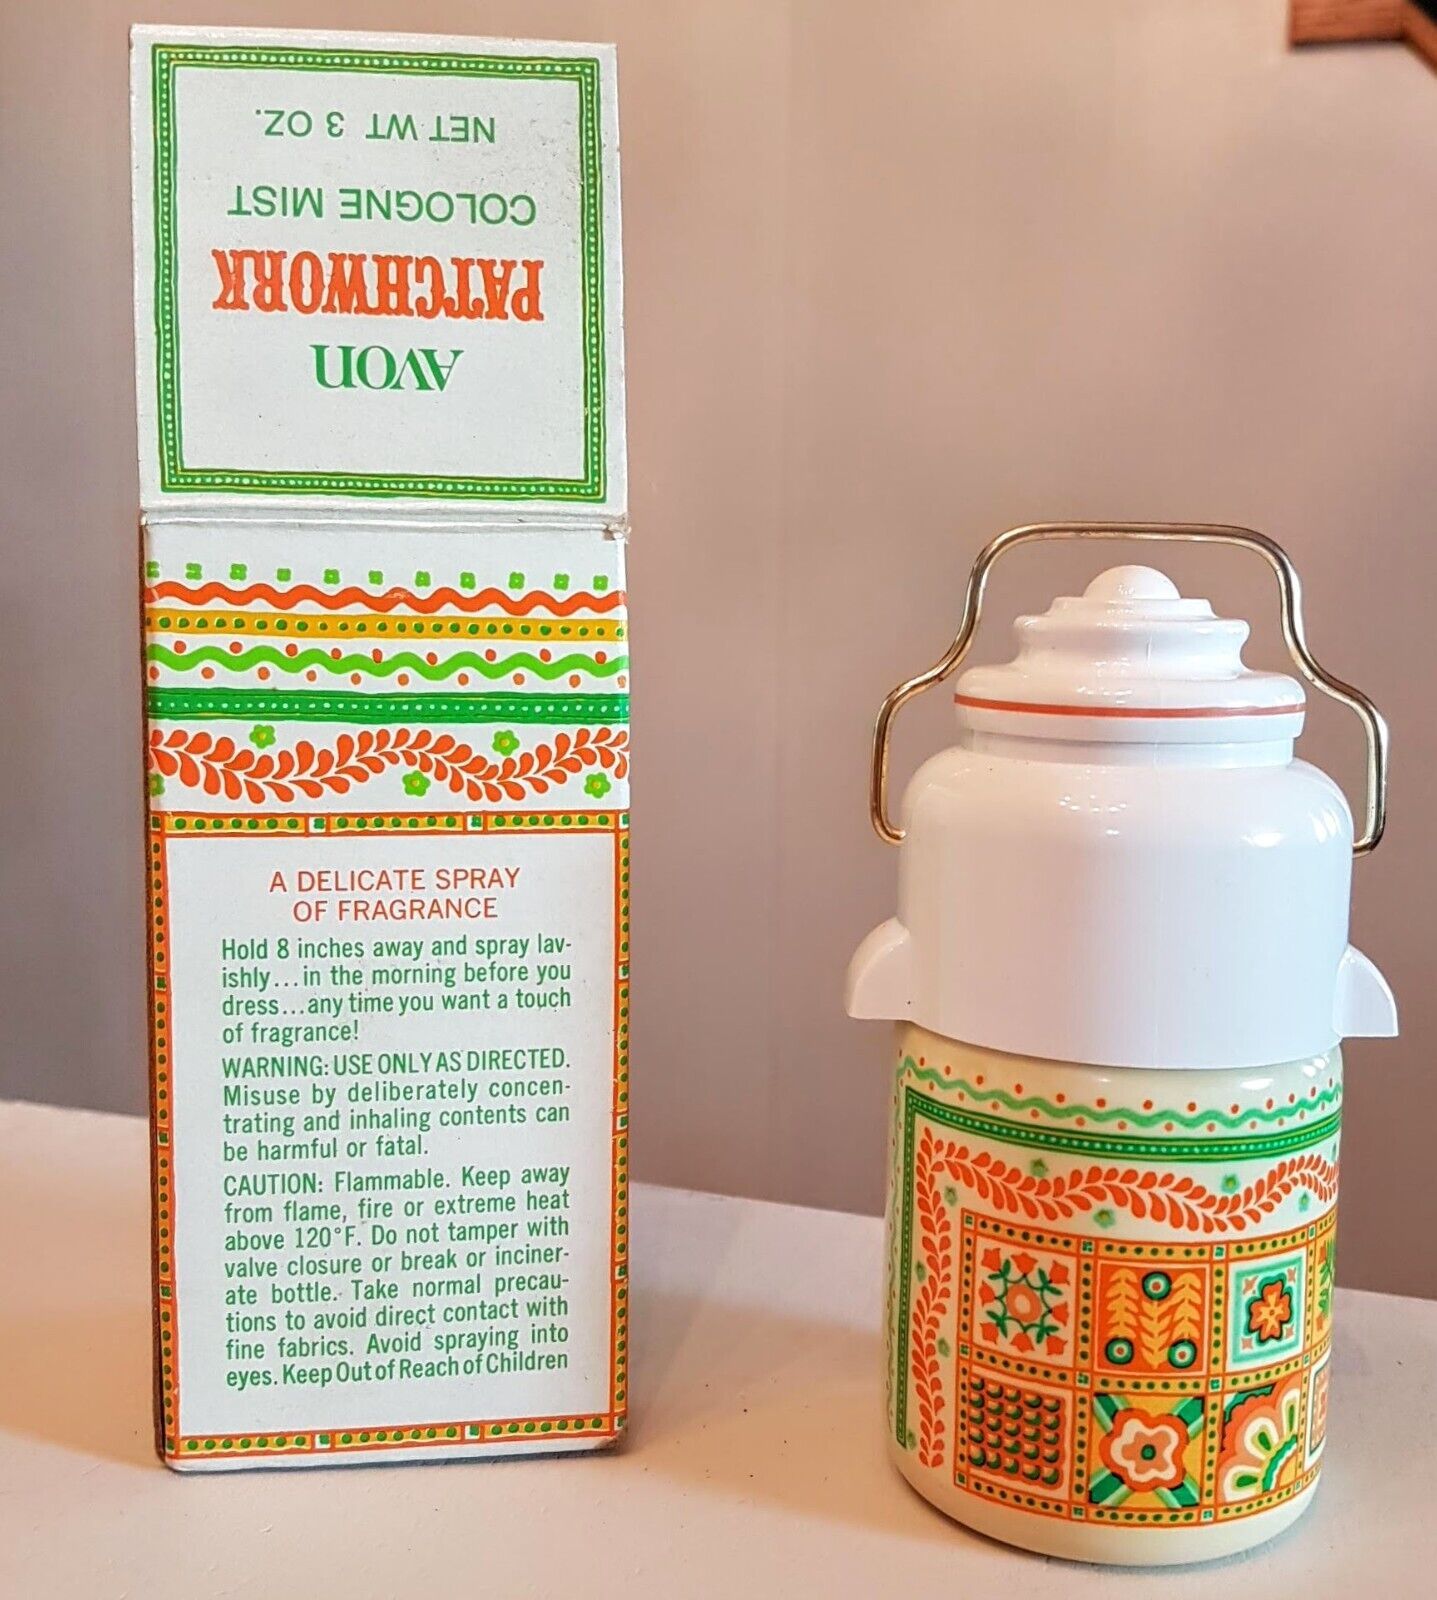 AVON
PATCHWORK
COLOGNE MIST
NET WT 3 OZ.
A DELICATE SPRAY
OF FRAGRANCE
Hold 8 inches away and spray lav-
ishly...in the morning before you
dress...any time you want a touch
of fragrance!
WARNING: USE ONLY AS DIRECTED.
Misuse by deliberately concen-
trating and inhaling contents can
be harmful or fatal.
CAUTION: Flammable. Keep away
from flame, fire or extreme heat
above 120°F. Do not tamper with
valve closure or break or inciner-
ate bottle. Take normal precau-
tions to avoid direct contact with
fine fabrics. Avoid spraying into
eyes. Keep Out of Reach of Children